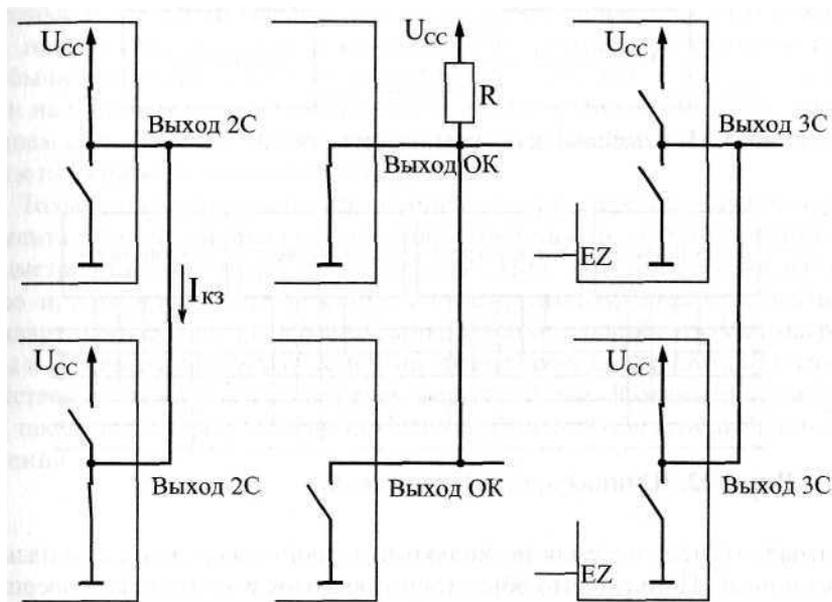 U_CC
Выход 2С
I_кз
U_CC
Выход 2С
U_CC
R
Выход ОК
Выход ОК
U_CC
Выход 3С
EZ
U_CC
Выход 3С
EZ